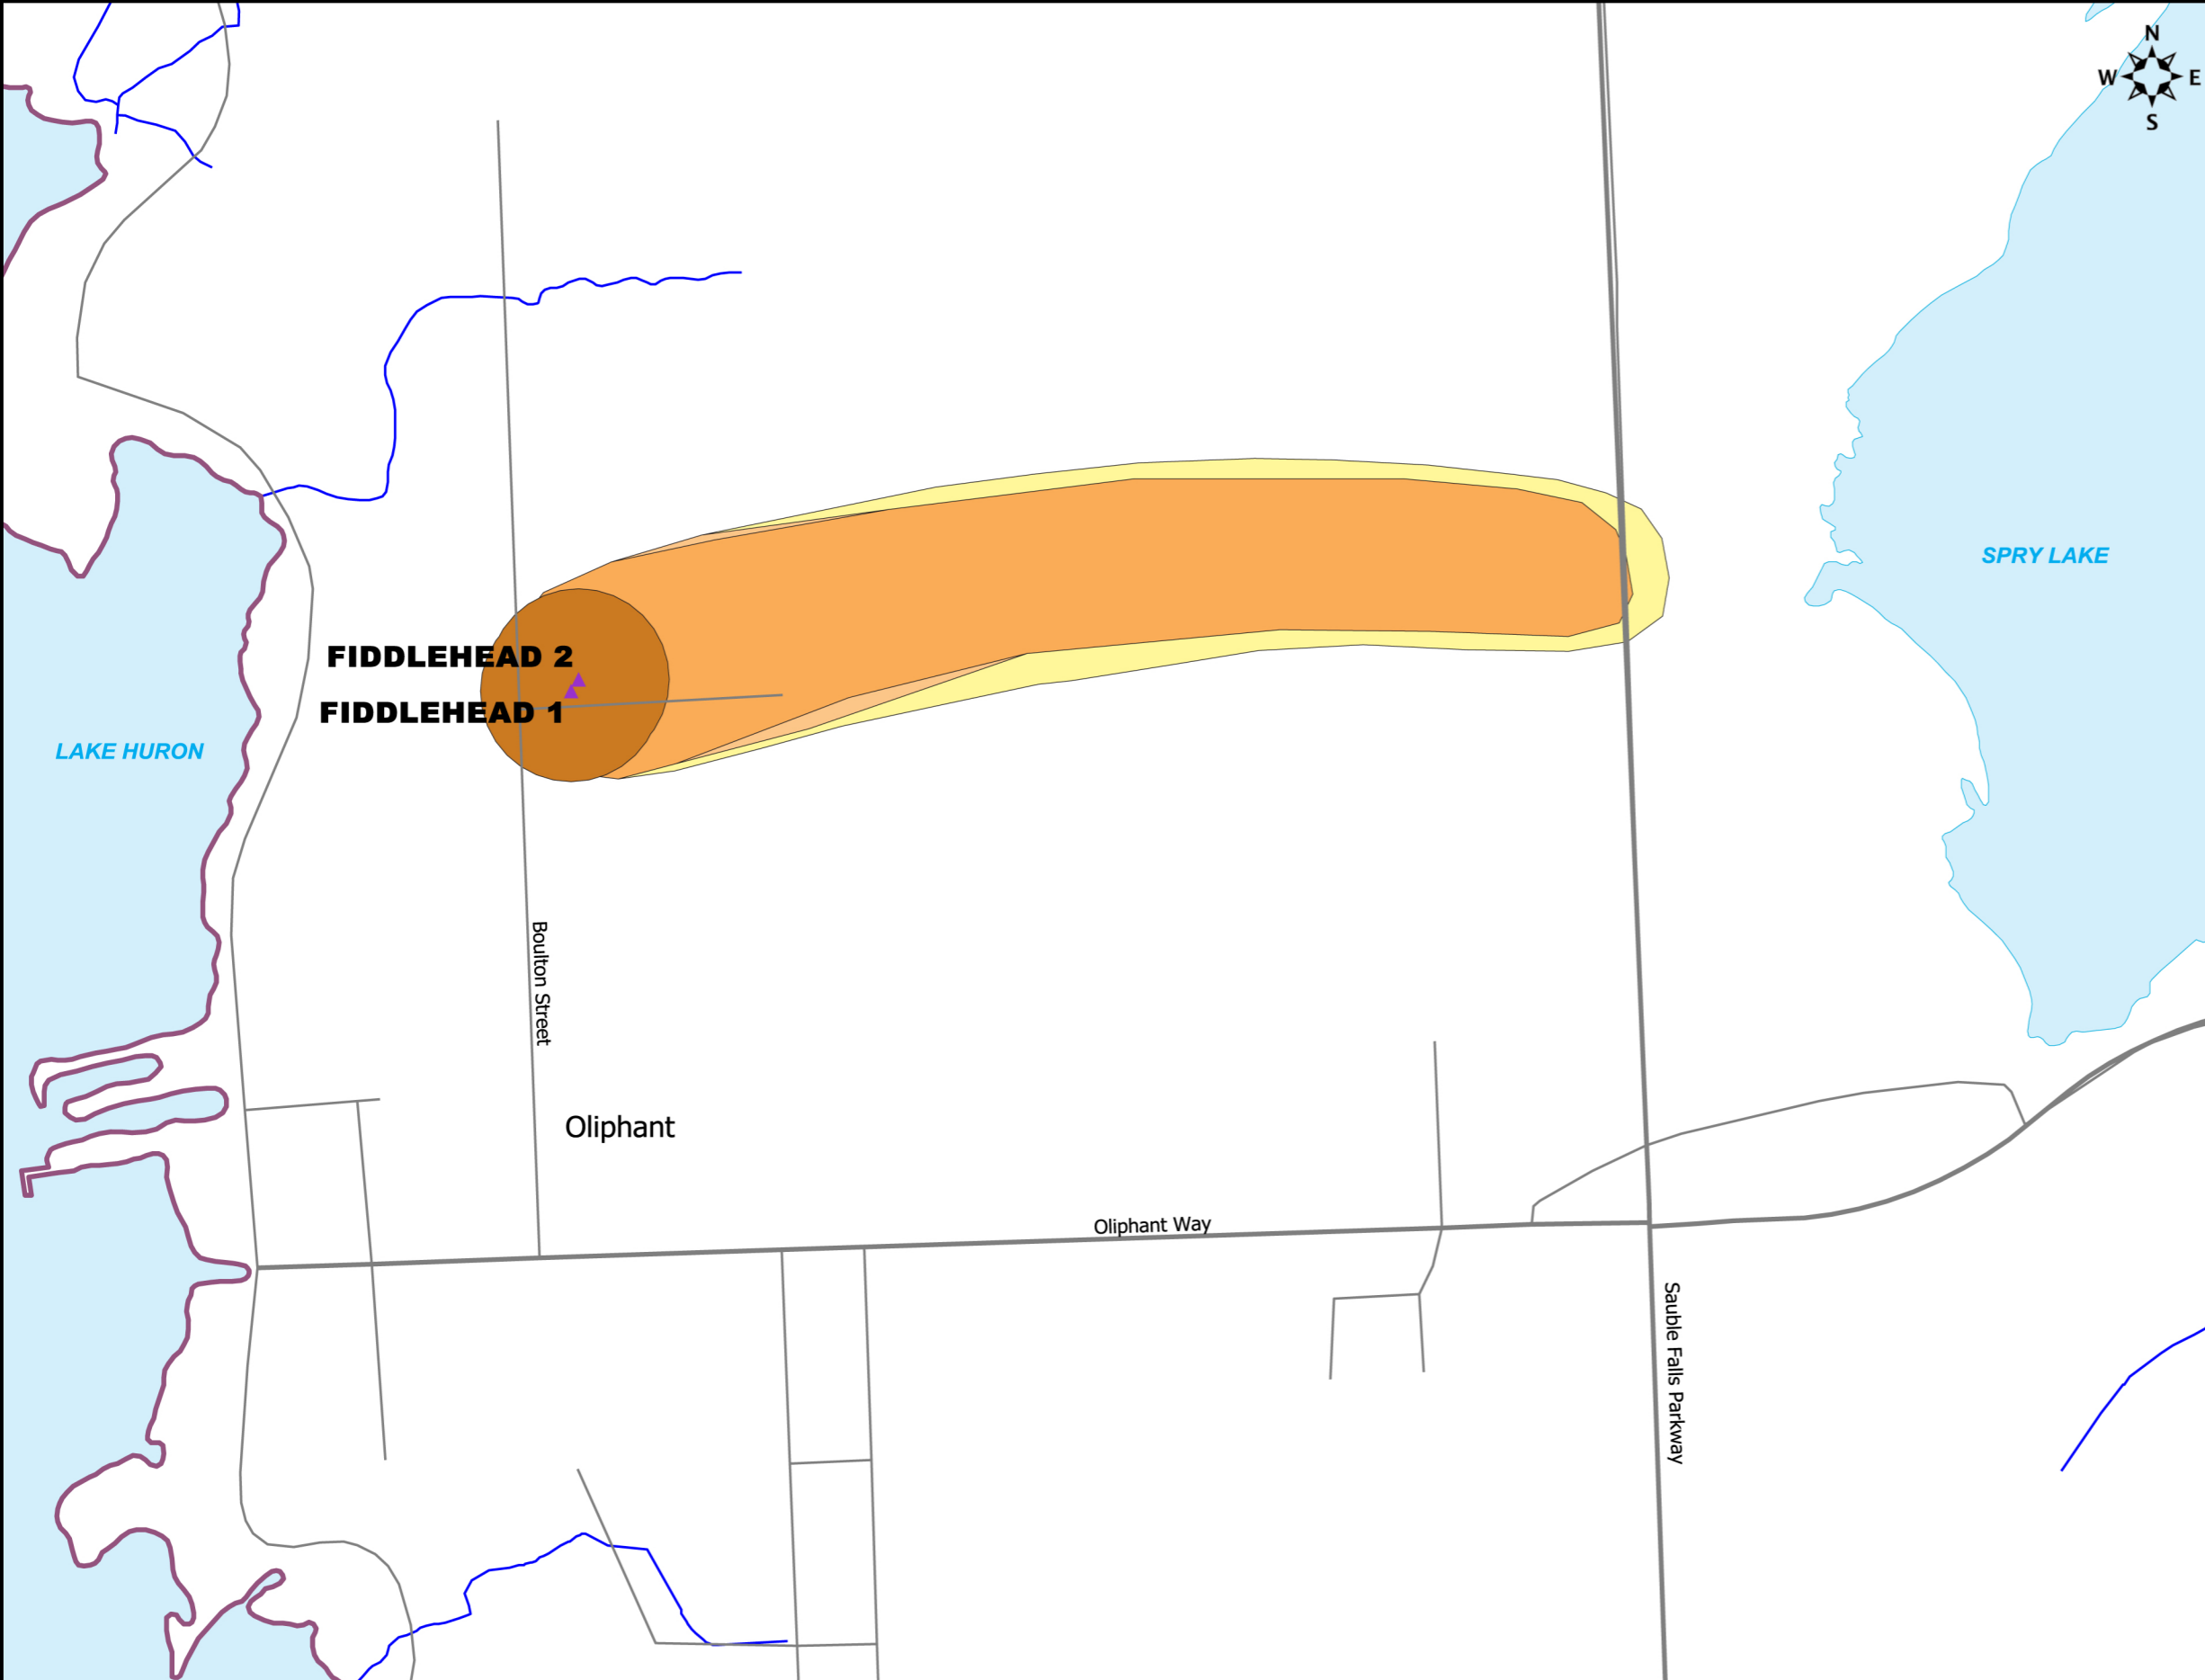 N
W E
S
SPRY LAKE
FIDDLEHEAD 2
FIDDLEHEAD 1
LAKE HURON
Boulton Street
Oliphant
Oliphant Way
Sauble Falls Parkway